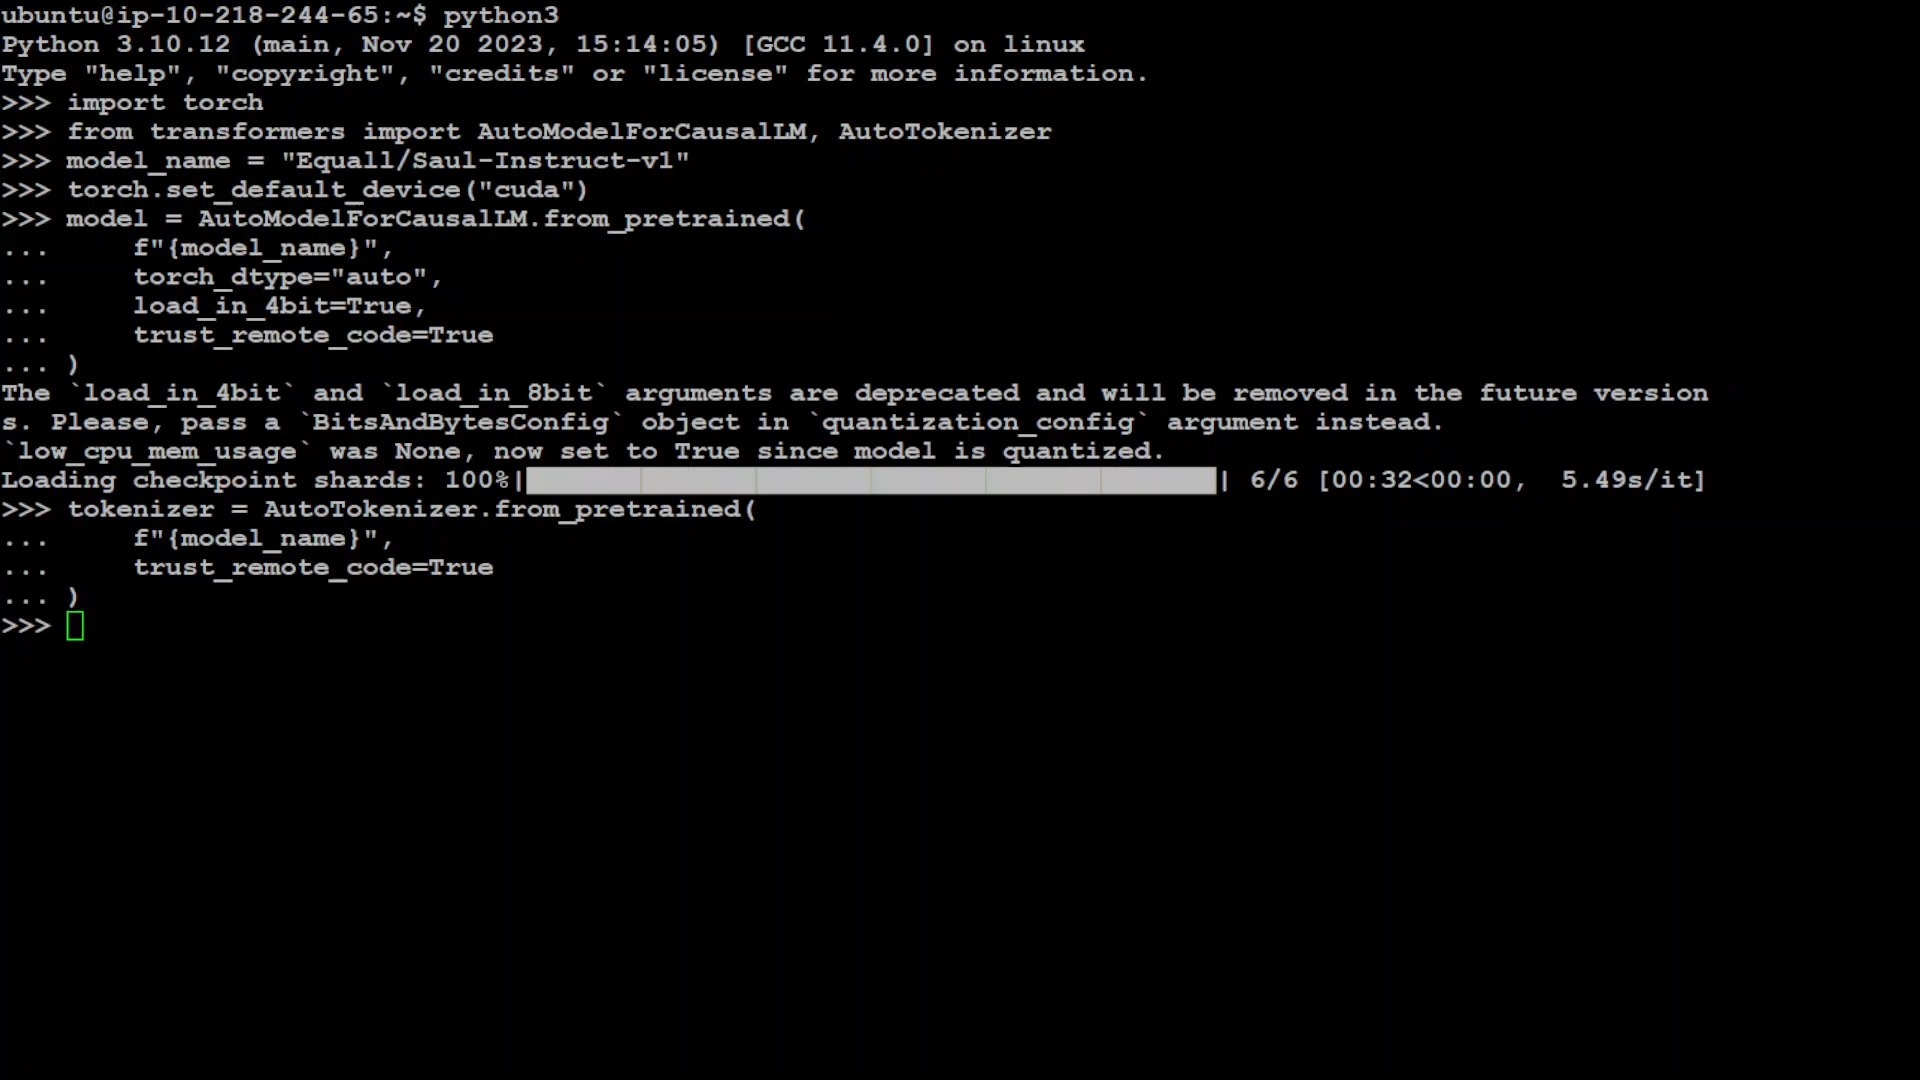 ubuntu@ip-10-218-244-65:~$ python3
Python 3.10.12 (main, Nov 20 2023, 15:14:05) [GCC 11.4.0] on linux
Type "help", "copyright", "credits" or "license" for more information.
>>> import torch
>>> from transformers import AutoModelForCausalLM, AutoTokenizer
>>> model_name = "Equall/Saul-Instruct-v1"
>>> torch.set_default_device("cuda")
>>> model = AutoModelForCausalLM.from_pretrained(
...     f"{model_name}",
...     torch_dtype="auto",
...     load_in_4bit=True,
...     trust_remote_code=True
... )
The `load_in_4bit` and `load_in_8bit` arguments are deprecated and will be removed in the future version
s. Please, pass a `BitsAndBytesConfig` object in `quantization_config` argument instead.
`low_cpu_mem_usage` was None, now set to True since model is quantized.
Loading checkpoint shards: 100%|██████| 6/6 [00:32<00:00,  5.49s/it]
>>> tokenizer = AutoTokenizer.from_pretrained(
...     f"{model_name}",
...     trust_remote_code=True
... )
>>>